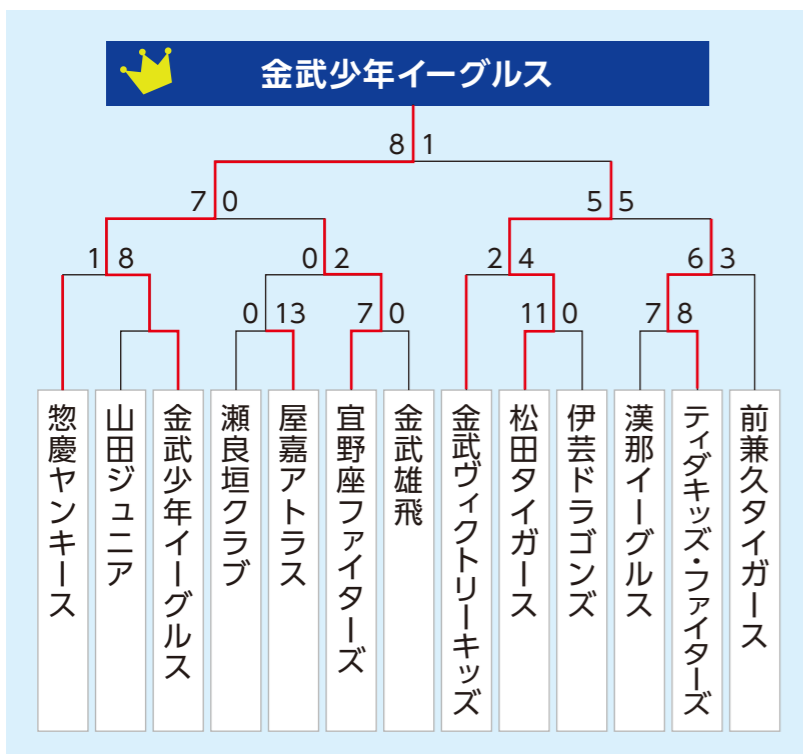 金武少年イーグルス
8 1
7 0
5 5
1 8
0 2
2 4
6 3
0 13
7 0
11 0
7 8
惣慶ヤンキース
山田ジュニア
金武少年イーグルス
瀬良垣クラブ
屋嘉アトラス
宜野座ファイターズ
金武雄飛
金武ヴィクトリーキッズ
松田タイガース
伊芸ドラゴンズ
漢那イーグルス
ティダキッズ・ファイターズ
前兼久タイガース